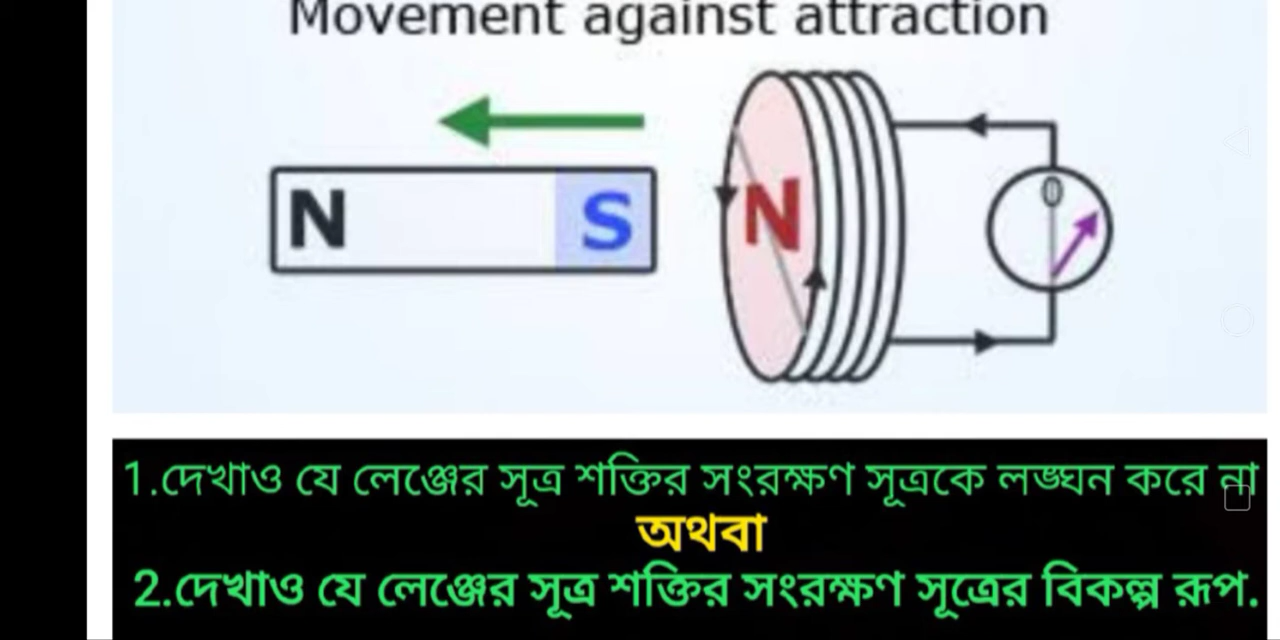 Movement against attraction
N S N 0
1.দেখাও যে লেঞ্জের সূত্র শক্তির সংরক্ষণ সূত্রকে লঙ্ঘন করে না
অথবা
2.দেখাও যে লেঞ্জের সূত্র শক্তির সংরক্ষণ সূত্রের বিকল্প রূপ.